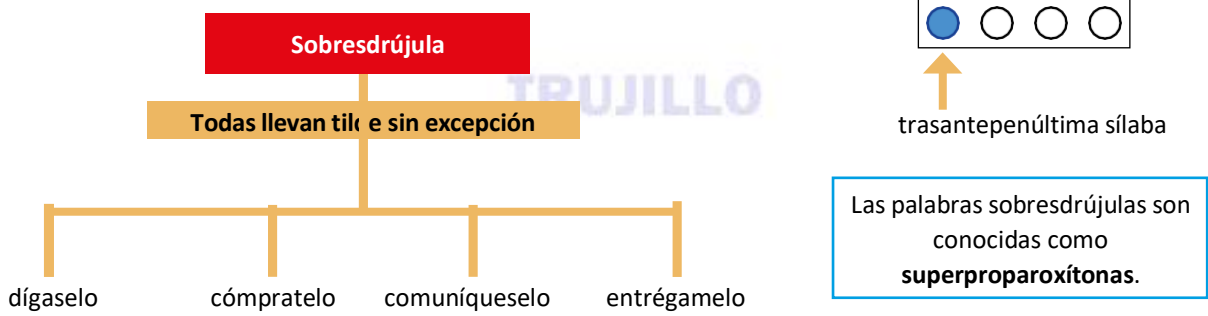 Sobresdrújula
TRUJILLO
Todas llevan tilde sin excepción
dígaselo cómpratelo comuníqueselo entrégamelo
trasantepenúltima sílaba
Las palabras sobresdrújulas son
conocidas como
superproparoxítonas.